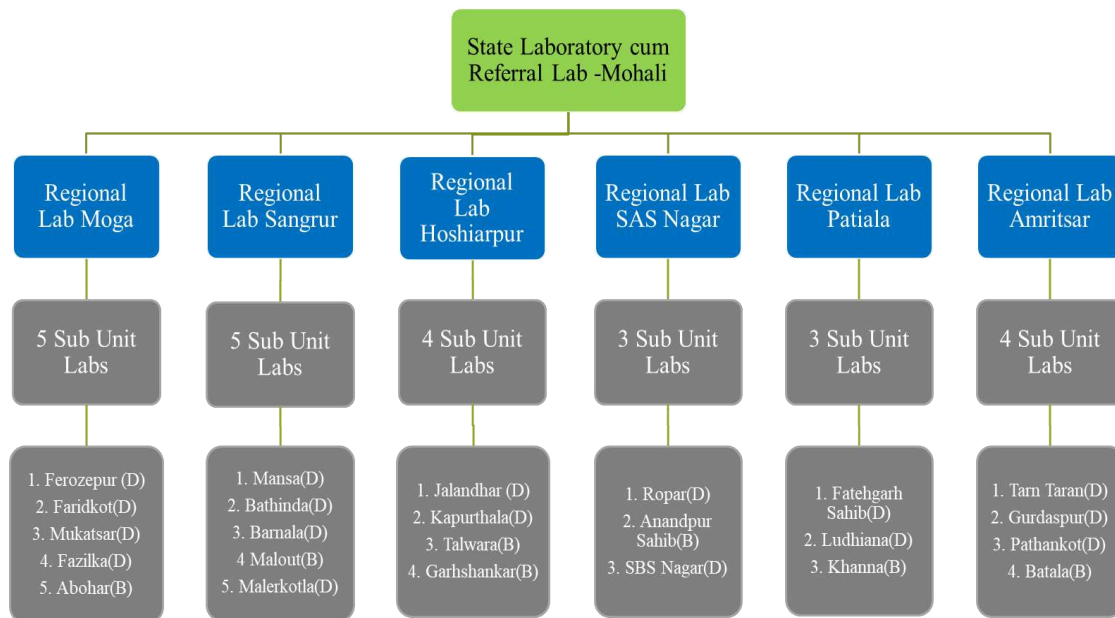 State Laboratory cum
Referral Lab -Mohali
Regional
Lab Moga
Regional
Lab Sangrur
Regional
Lab
Hoshiarpur
Regional Lab
SAS Nagar
Regional Lab
Patiala
Regional Lab
Amritsar
5 Sub Unit
Labs
5 Sub Unit
Labs
4 Sub Unit
Labs
3 Sub Unit
Labs
3 Sub Unit
Labs
4 Sub Unit
Labs
1. Ferozepur (D)
2. Faridkot(D)
3. Mukatsar(D)
4. Fazilka(D)
5. Abohar(B)
1. Mansa(D)
2. Bathinda(D)
3. Barnala(D)
4 Malout(B)
5. Malerkotla(D)
1. Jalandhar (D)
2. Kapurthala(D)
3. Talwara(B)
4. Garhshankar(B)
1. Ropar(D)
2. Anandpur
Sahib(B)
3. SBS Nagar(D)
1. Fatehgarh
Sahib(D)
2. Ludhiana(D)
3. Khanna(B)
1. Tarn Taran(D)
2. Gurdaspur(D)
3. Pathankot(D)
4. Batala(B)